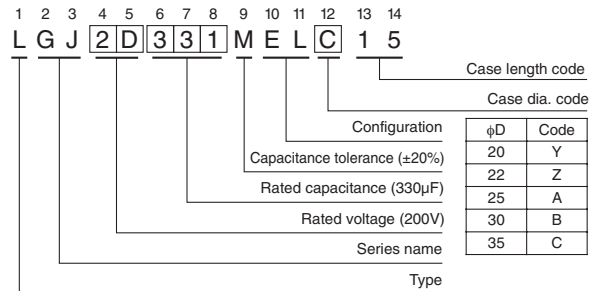 1 2 3 4 5 6 7 8 9 10 11 12 13 14
L G J 2 D 3 3 1 M E L C 1 5
Case length code
Case dia. code
Configuration
Capacitance tolerance (±20%)
Rated capacitance (330µF)
Rated voltage (200V)
Series name
Type
ϕD Code
20 Y
22 Z
25 A
30 B
35 C